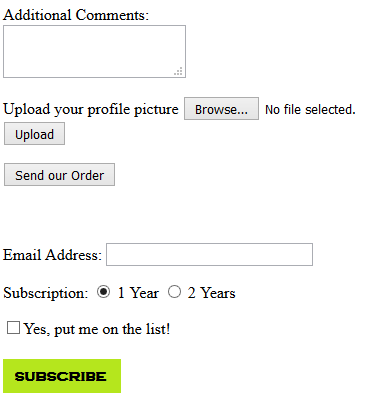 Additional Comments:
Upload your profile picture Browse... No file selected.
Upload
Send our Order
Email Address:
Subscription: 1 Year 2 Years
Yes, put me on the list!
SUBSCRIBE